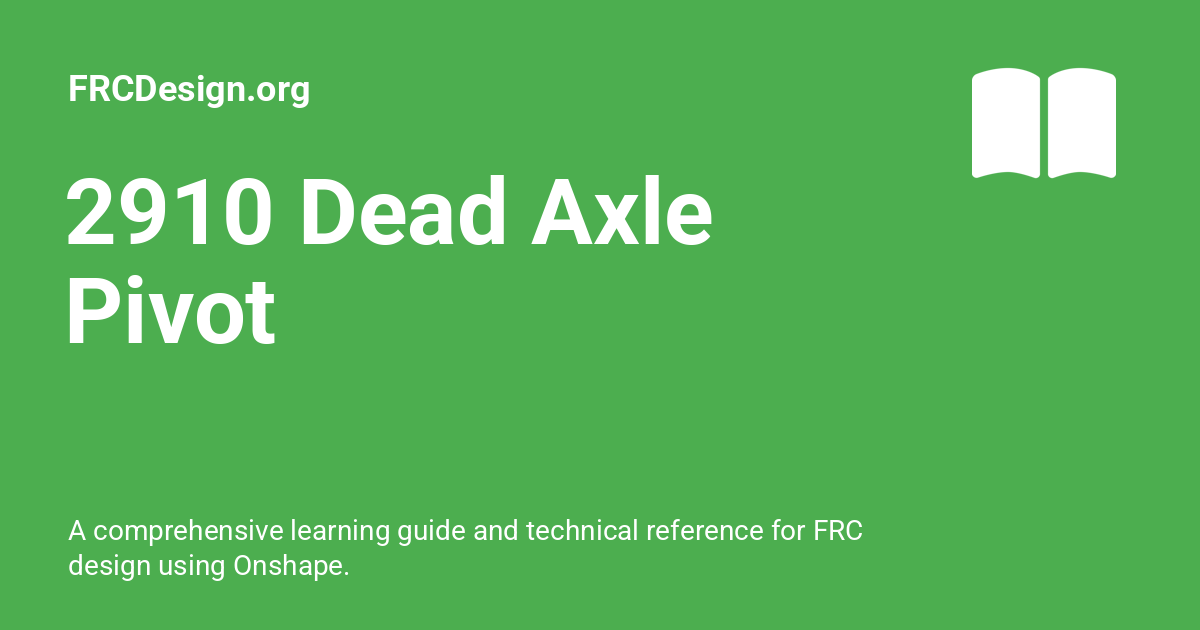 FRCDesign.org
2910 Dead Axle
Pivot
A comprehensive learning guide and technical reference for FRC
design using Onshape.